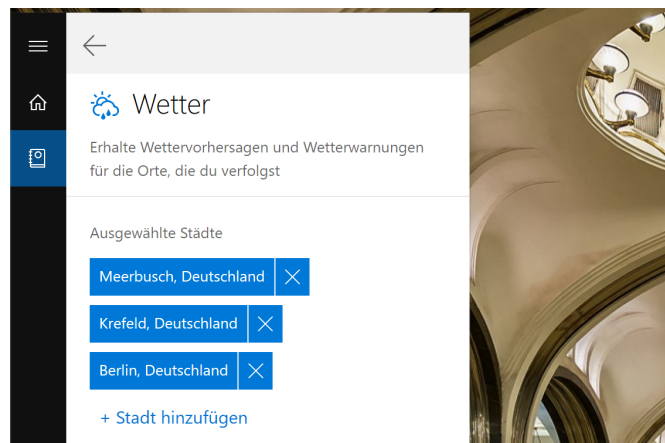 Wetter
Erhalte Wettervorhersagen und Wetterwarnungen
für die Orte, die du verfolgst
Ausgewählte Städte
Meerbusch, Deutschland
Krefeld, Deutschland
Berlin, Deutschland
+ Stadt hinzufügen